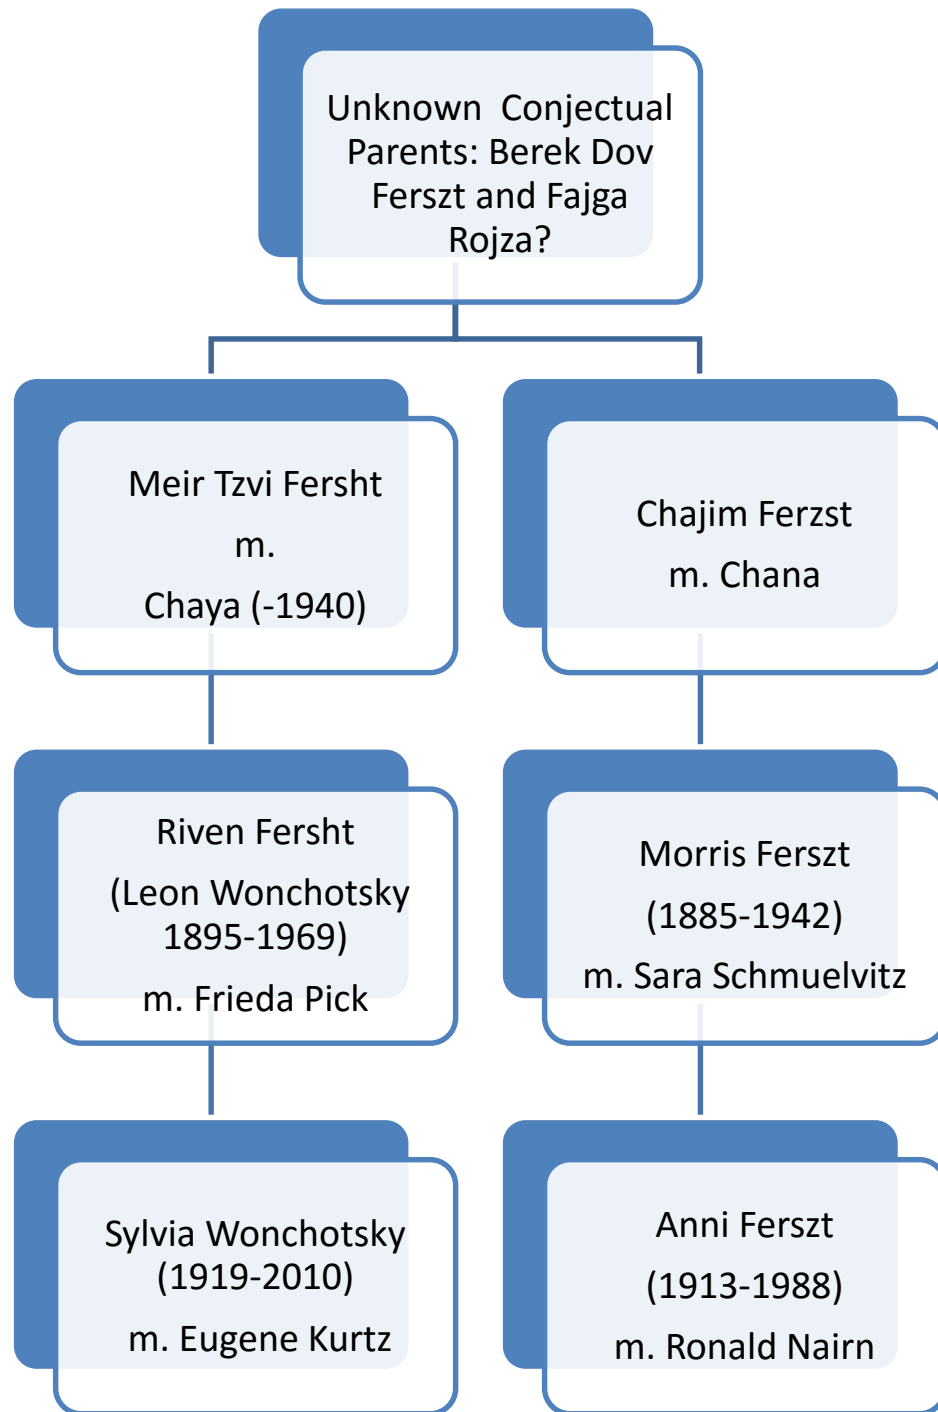 Unknown Conjectual
Parents: Berek Dov
Ferszt and Fajga
Rojza?
Meir Tzvi Fersht
m.
Chaya (-1940)
Chajim Ferzst
m. Chana
Riven Fersht
(Leon Wonchotsky
1895-1969)
m. Frieda Pick
Morris Ferszt
(1885-1942)
m. Sara Schmuelvitz
Sylvia Wonchotsky
(1919-2010)
m. Eugene Kurtz
Anni Ferszt
(1913-1988)
m. Ronald Nairn